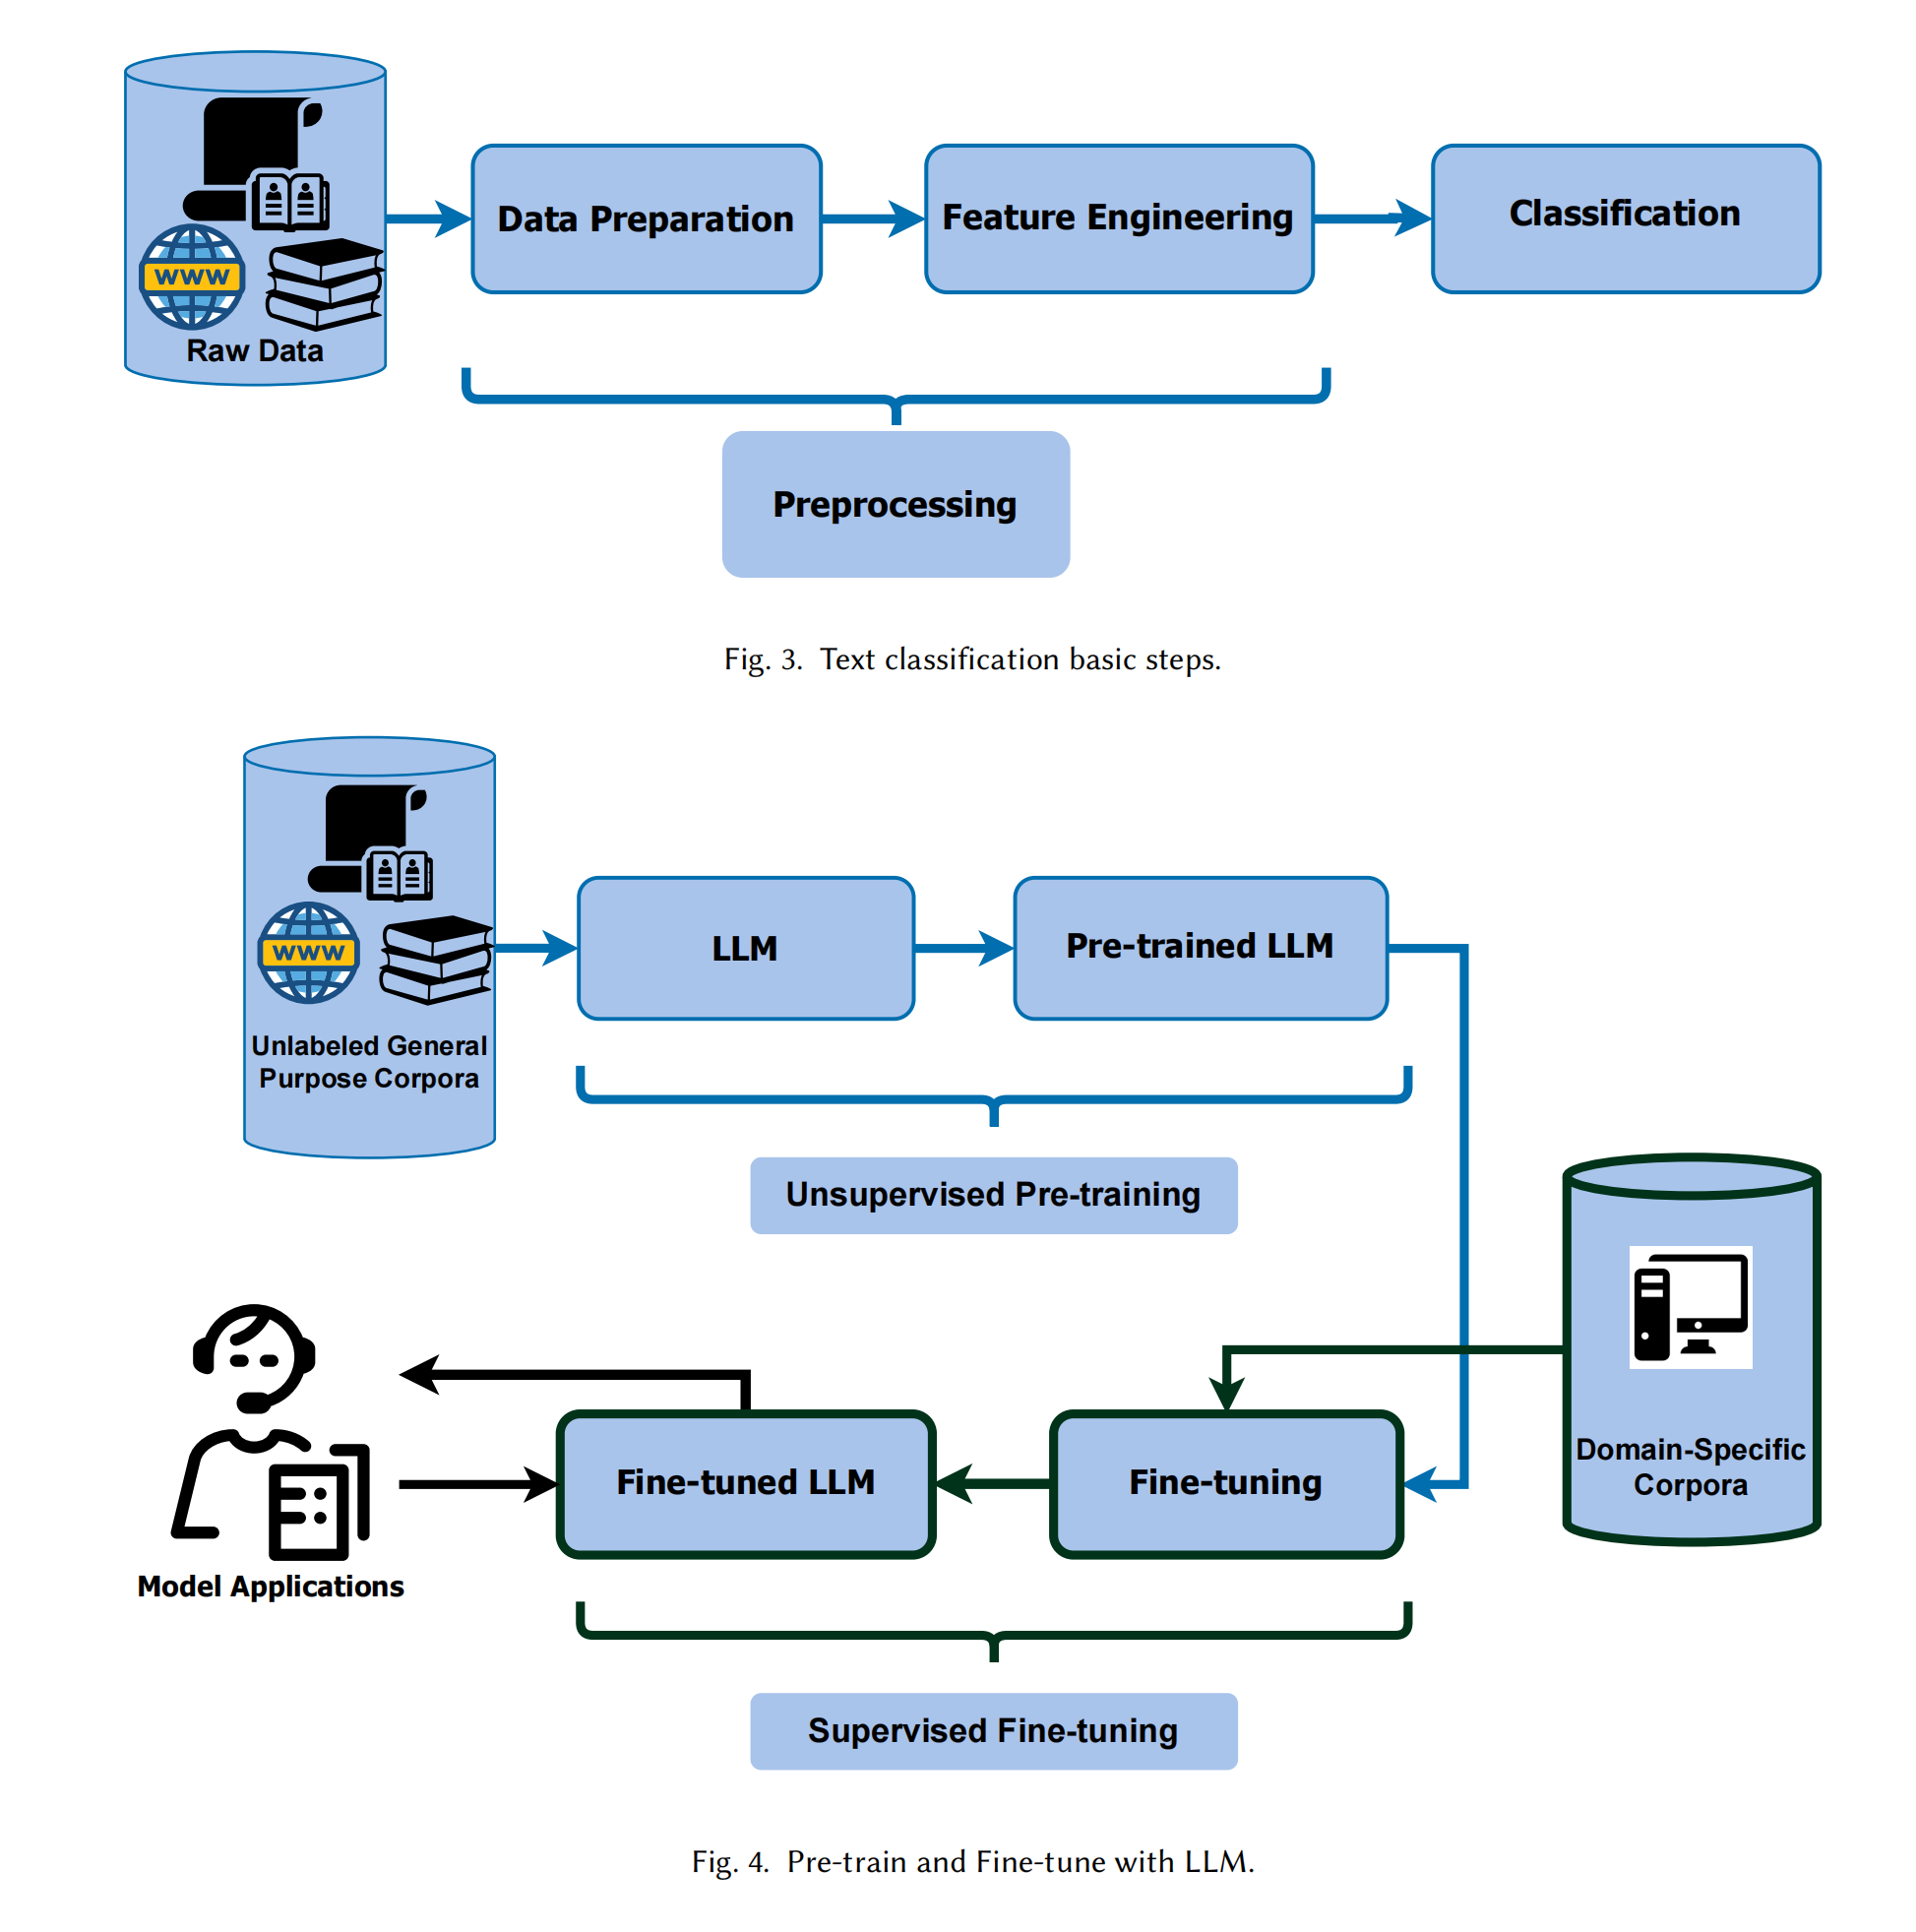 WWW
Raw Data
Data Preparation
Feature Engineering
Classification
Preprocessing
Fig. 3. Text classification basic steps.
WWW
Unlabeled General
Purpose Corpora
LLM
Pre-trained LLM
Unsupervised Pre-training
Domain-Specific
Corpora
Fine-tuned LLM
Fine-tuning
Model Applications
Supervised Fine-tuning
Fig. 4. Pre-train and Fine-tune with LLM.